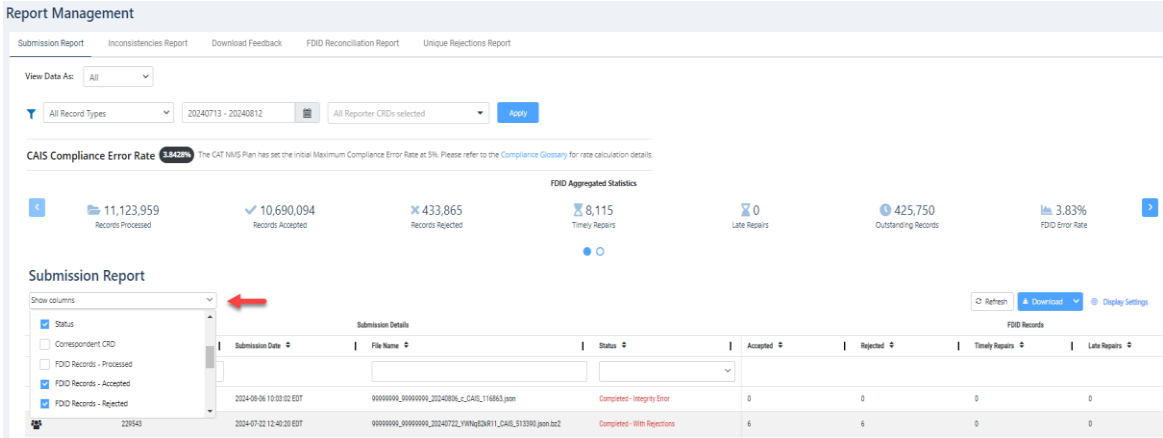 Report Management
Submission Report Inconsistencies Report Download Feedback FDID Reconciliation Report Unique Rejections Report
View Data As: All
All Record Types 20240713 - 20240812 All Reporter CRDs selected Apply
CAIS Compliance Error Rate 3.8428% The CAT NMS Plan has set the initial Maximum Compliance Error Rate at 5%. Please refer to the Compliance Glossary for rate calculation details.
FDID Aggregated Statistics
11,123,959 10,690,094 433,865 8,115 0 425,750 3.83%
Records Processed Records Accepted Records Rejected Timely Repairs Late Repairs Outstanding Records FDID Error Rate
Submission Report
Show columns Refresh Download Display Settings
Status Submission Details FDID Records
Correspondent CRD Submission Date File Name Status Accepted Rejected Timely Repairs Late Repairs
FDID Records - Processed
FDID Records - Accepted
FDID Records - Rejected 2024-08-06 10:03:02 EDT 99999999_99999999_20240806_c_CAIS_116863.json Completed - Integrity Error 0 0 0 0
229543 2024-07-22 12:40:20 EDT 99999999_99999999_20240722_YWNq82kR11_CAIS_513390.json.bz2 Completed - With Rejections 6 6 0 0